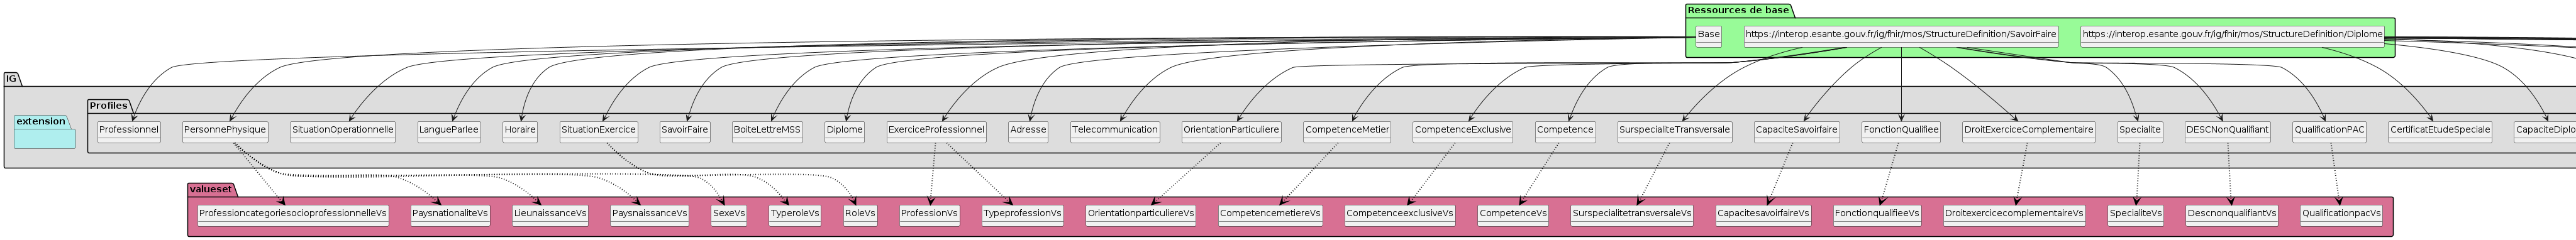 Ressources de base
Base
https://interop.esante.gouv.fr/ig/fhir/mos/StructureDefinition/SavoirFaire
https://interop.esante.gouv.fr/ig/fhir/mos/StructureDefinition/Diplome
IG
Profiles
extension
Professionnel
PersonnePhysique
SituationOperationnelle
LangueParlee
Horaire
SituationExercice
SavoirFaire
BoiteLettreMSS
Diplome
ExerciceProfessionnel
Adresse
Telecommunication
OrientationParticuliere
CompetenceMetier
CompetenceExclusive
Competence
SurspecialiteTransversale
CapaciteSavoirfaire
FonctionQualifiee
DroitExerciceComplementaire
Specialite
DESCNonQualifiant
QualificationPAC
CertificatEtudeSpeciale
CapaciteDiplo
valueset
ProfessioncategoriesocioprofessionnelleVs
PaysnationaliteVs
LieunaissanceVs
PaysnaissanceVs
SexeVs
TyperoleVs
RoleVs
ProfessionVs
TypeprofessionVs
OrientationparticuliereVs
CompetencemetiereVs
CompetenceexclusiveVs
CompetenceVs
SurspecialitetransversaleVs
CapacitesavoirfaireVs
FonctionqualifieeVs
DroitexercicecomplementaireVs
SpecialiteVs
DescnonqualifiantVs
QualificationpacVs